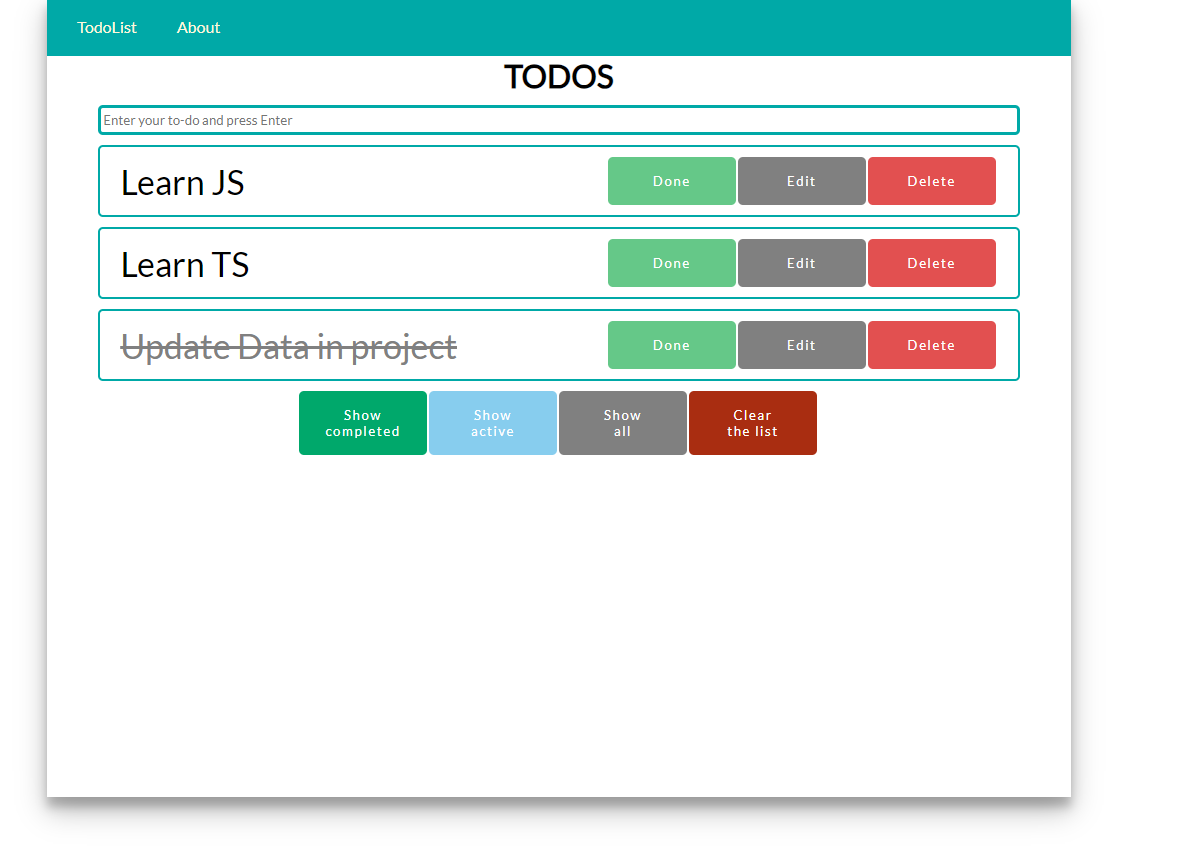 TodoList About
TODOS
Enter your to-do and press Enter
Learn JS Done Edit Delete
Learn TS Done Edit Delete
Update Data in project Done Edit Delete
Show Show Show Clear
completed active all the list